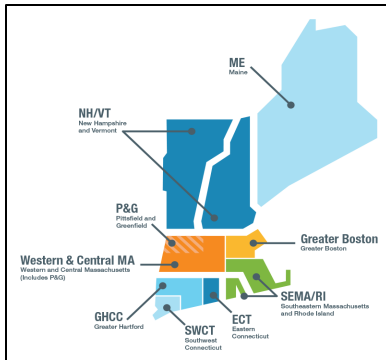 ME
Maine
NH/VT
New Hampshire
and Vermont
P&G
Pittsfield and
Greenfield
Greater Boston
Greater Boston
Western & Central MA
Western and Central Massachusetts
(Includes P&G)
SEMA/RI
Southeastern Massachusetts
and Rhode Island
GHCC
Greater Hartford
ECT
Eastern
Connecticut
SWCT
Southwest
Connecticut